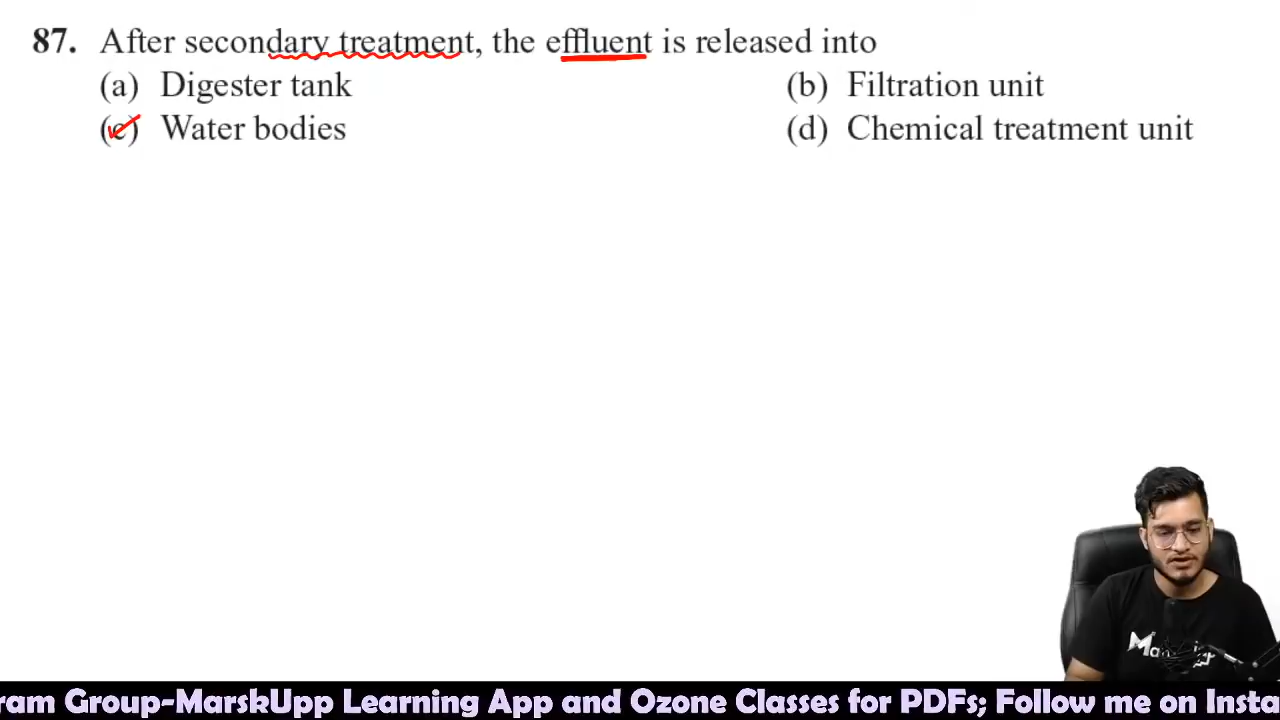 87. After secondary treatment, the effluent is released into
(a) Digester tank (b) Filtration unit
(c) Water bodies (d) Chemical treatment unit
ram Group-MarskUpp Learning App and Ozone Classes for PDFs; Follow me on Insta